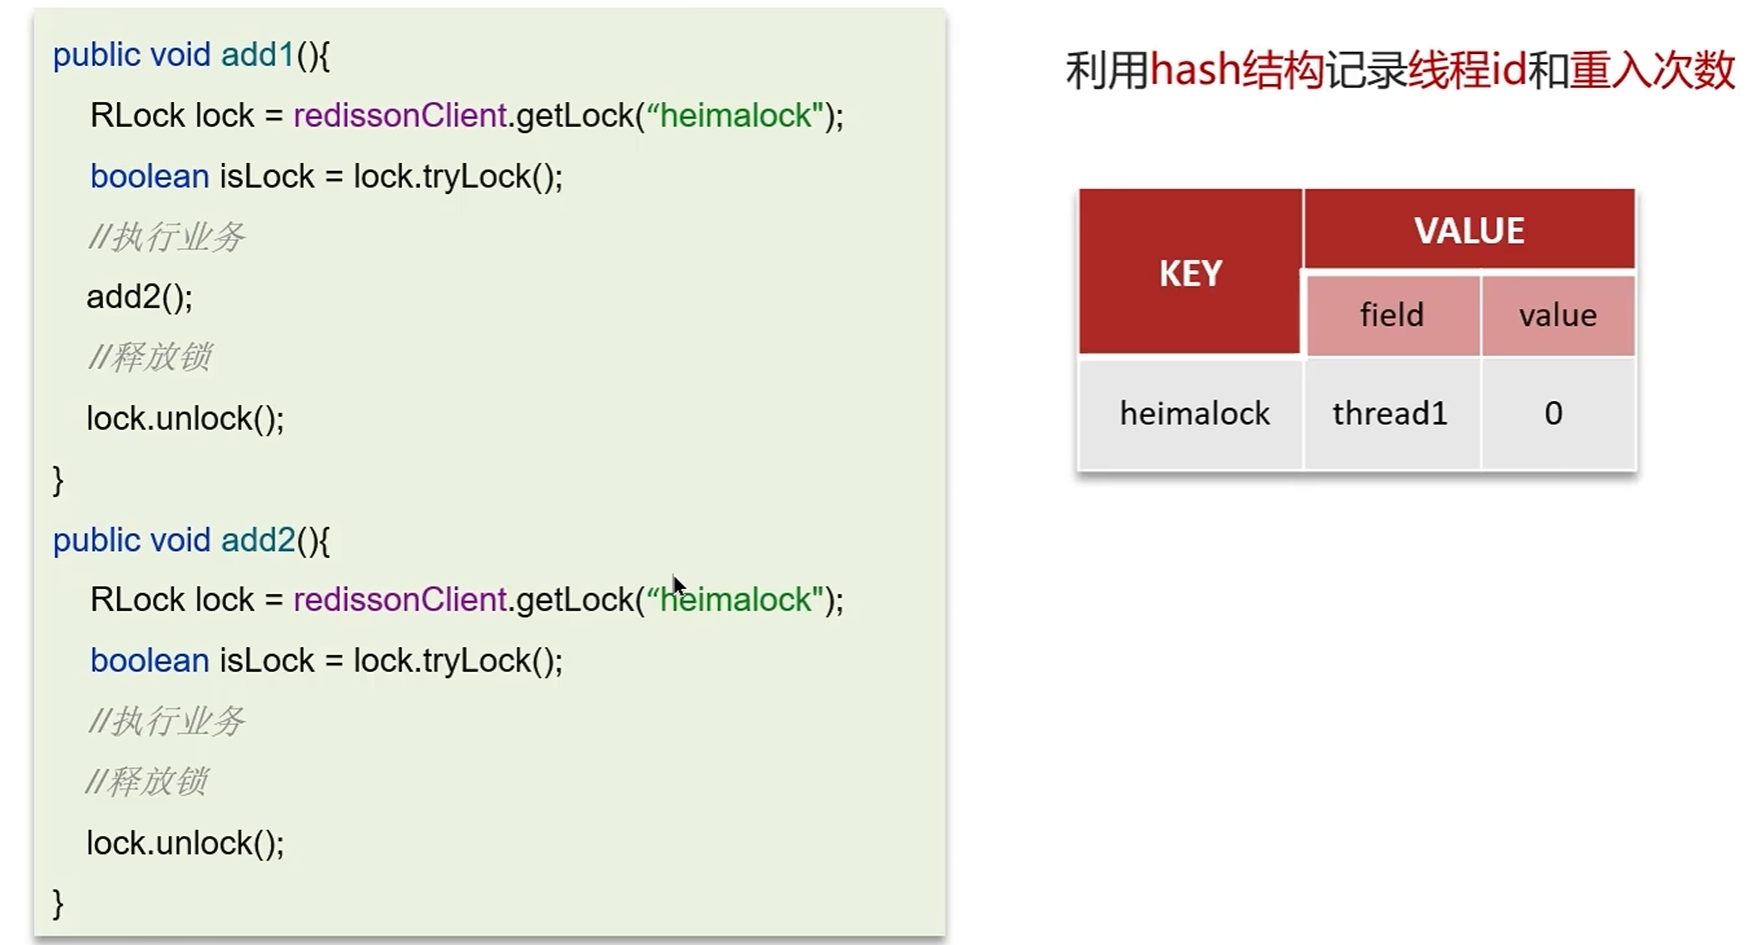 public void add1(){
RLock lock = redissonClient.getLock(“heimalock");
boolean isLock = lock.tryLock();
//执行业务
add2();
//释放锁
lock.unlock();
}
public void add2(){
RLock lock = redissonClient.getLock(“heimalock");
boolean isLock = lock.tryLock();
//执行业务
//释放锁
lock.unlock();
}
利用hash结构记录线程id和重入次数
KEY
VALUE
field value
heimalock thread1 0